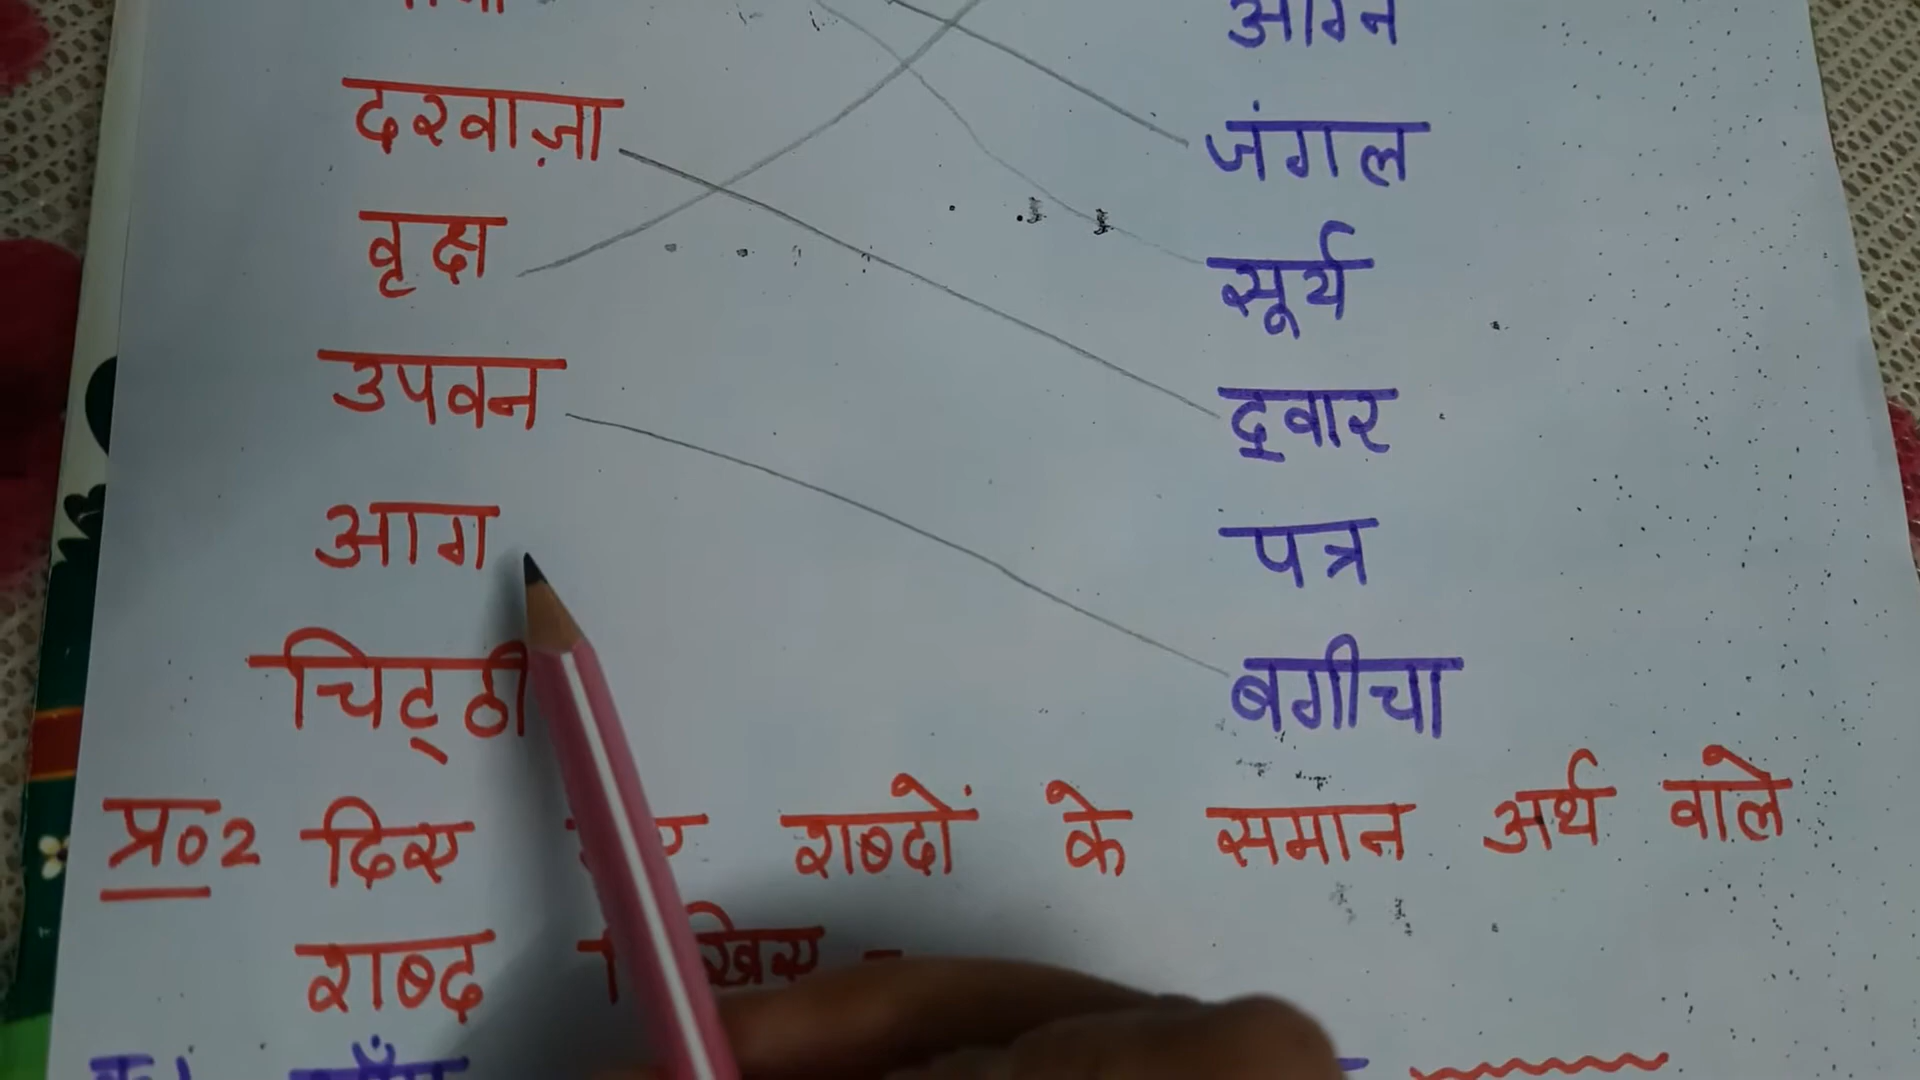 अग्नि
दरवाज़ा जंगल
वृक्ष सूर्य
उपवन द्वार
आग पत्र
चिट्ठी बगीचा
प्र०2 दिए शब्दों के समान अर्थ वाले
शब्द -